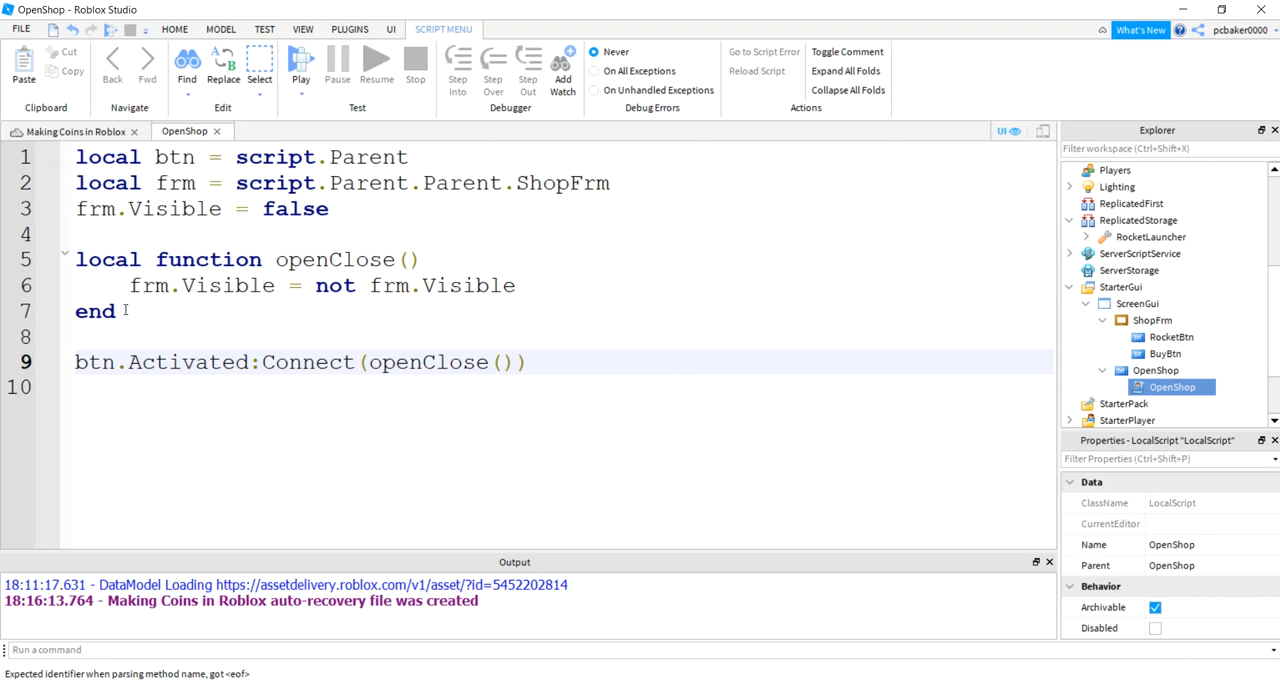 OpenShop - Roblox Studio
FILE HOME MODEL TEST VIEW PLUGINS UI SCRIPT MENU What's New pcbaker0000
Paste Cut Copy Back Fwd Find Replace Select Play Pause Resume Stop Step Into Step Over Step Out Add Watch
Never
On All Exceptions
On Unhandled Exceptions
Go to Script Error
Reload Script
Toggle Comment
Expand All Folds
Collapse All Folds
Clipboard Navigate Edit Test Debugger Debug Errors Actions
Making Coins in Roblox OpenShop UI
1 local btn = script.Parent
2 local frm = script.Parent.Parent.ShopFrm
3 frm.Visible = false
4
5 local function openClose()
6 frm.Visible = not frm.Visible
7 end
8
9 btn.Activated:Connect(openClose())
10
Explorer
Filter workspace (Ctrl+Shift+X)
Players
Lighting
ReplicatedFirst
ReplicatedStorage
RocketLauncher
ServerScriptService
ServerStorage
StarterGui
ScreenGui
ShopFrm
RocketBtn
BuyBtn
OpenShop
OpenShop
StarterPack
StarterPlayer
Properties - LocalScript "LocalScript"
Filter Properties (Ctrl+Shift+P)
Data
ClassName LocalScript
CurrentEditor
Name OpenShop
Parent OpenShop
Behavior
Archivable
Disabled
Output
18:11:17.631 - DataModel Loading https://assetdelivery.roblox.com/v1/asset/?id=5452202814
18:16:13.764 - Making Coins in Roblox auto-recovery file was created
Run a command
Expected identifier when parsing method name, got <eof>